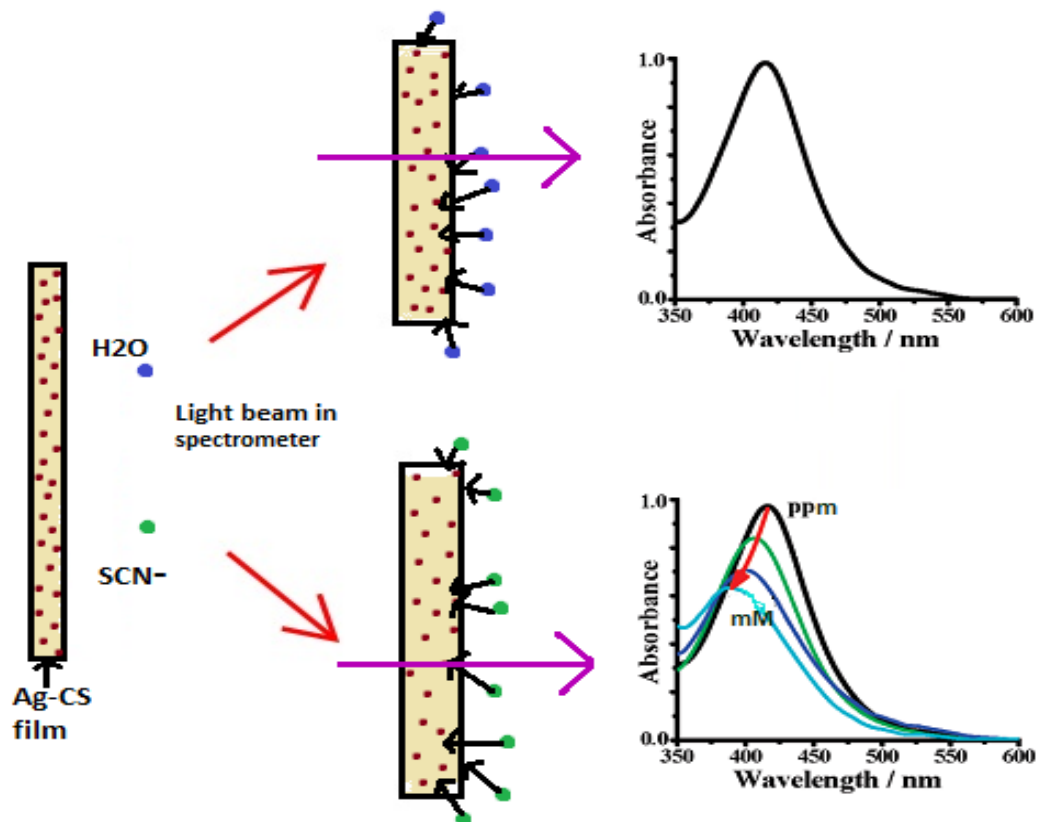 H2O
Light beam in
spectrometer
SCN-
Ag-CS
film
1.0
Absorbance
0.0
350 400 450 500 550 600
Wavelength / nm
1.0
ppm
mM
Absorbance
0.0
350 400 450 500 550 600
Wavelength / nm